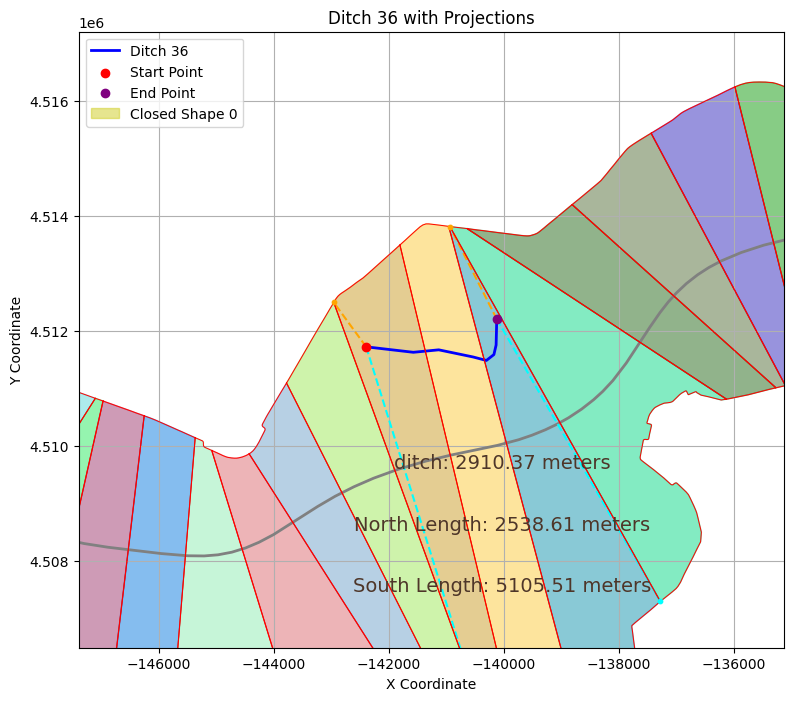 Ditch 36 with Projections
1e6
Ditch 36
Start Point
End Point
Closed Shape 0
4.516
4.514
4.512
4.510
4.508
Y Coordinate
ditch: 2910.37 meters
North Length: 2538.61 meters
South Length: 5105.51 meters
−146000 −144000 −142000 −140000 −138000 −136000
X Coordinate